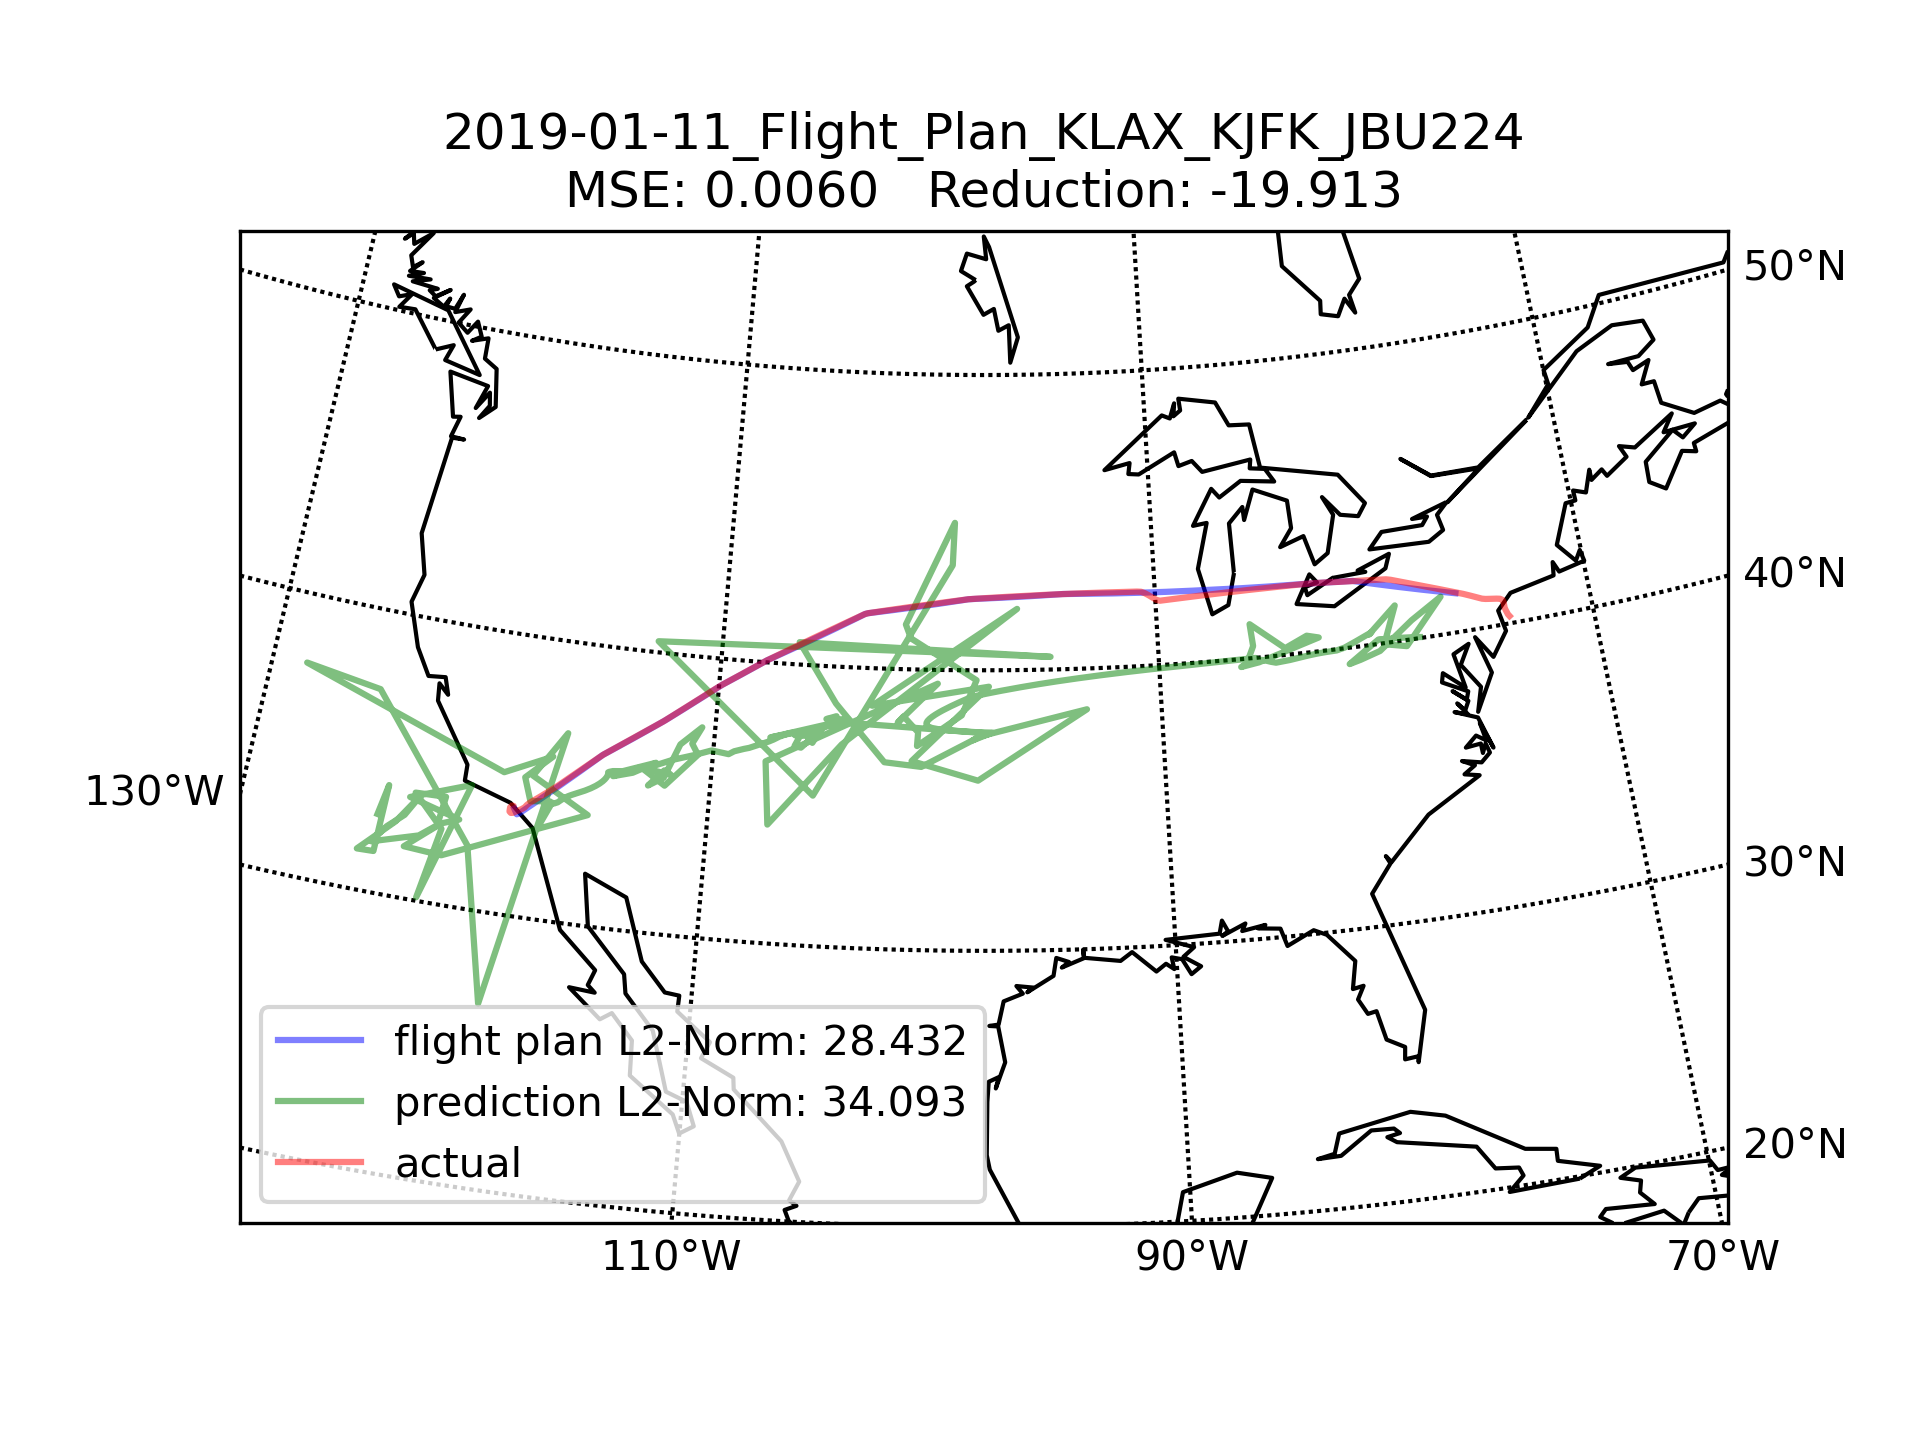 2019-01-11_Flight_Plan_KLAX_KJFK_JBU224
MSE: 0.0060   Reduction: -19.913
50°N
40°N
130°W
30°N
flight plan L2-Norm: 28.432
prediction L2-Norm: 34.093
actual
20°N
110°W
90°W
70°W